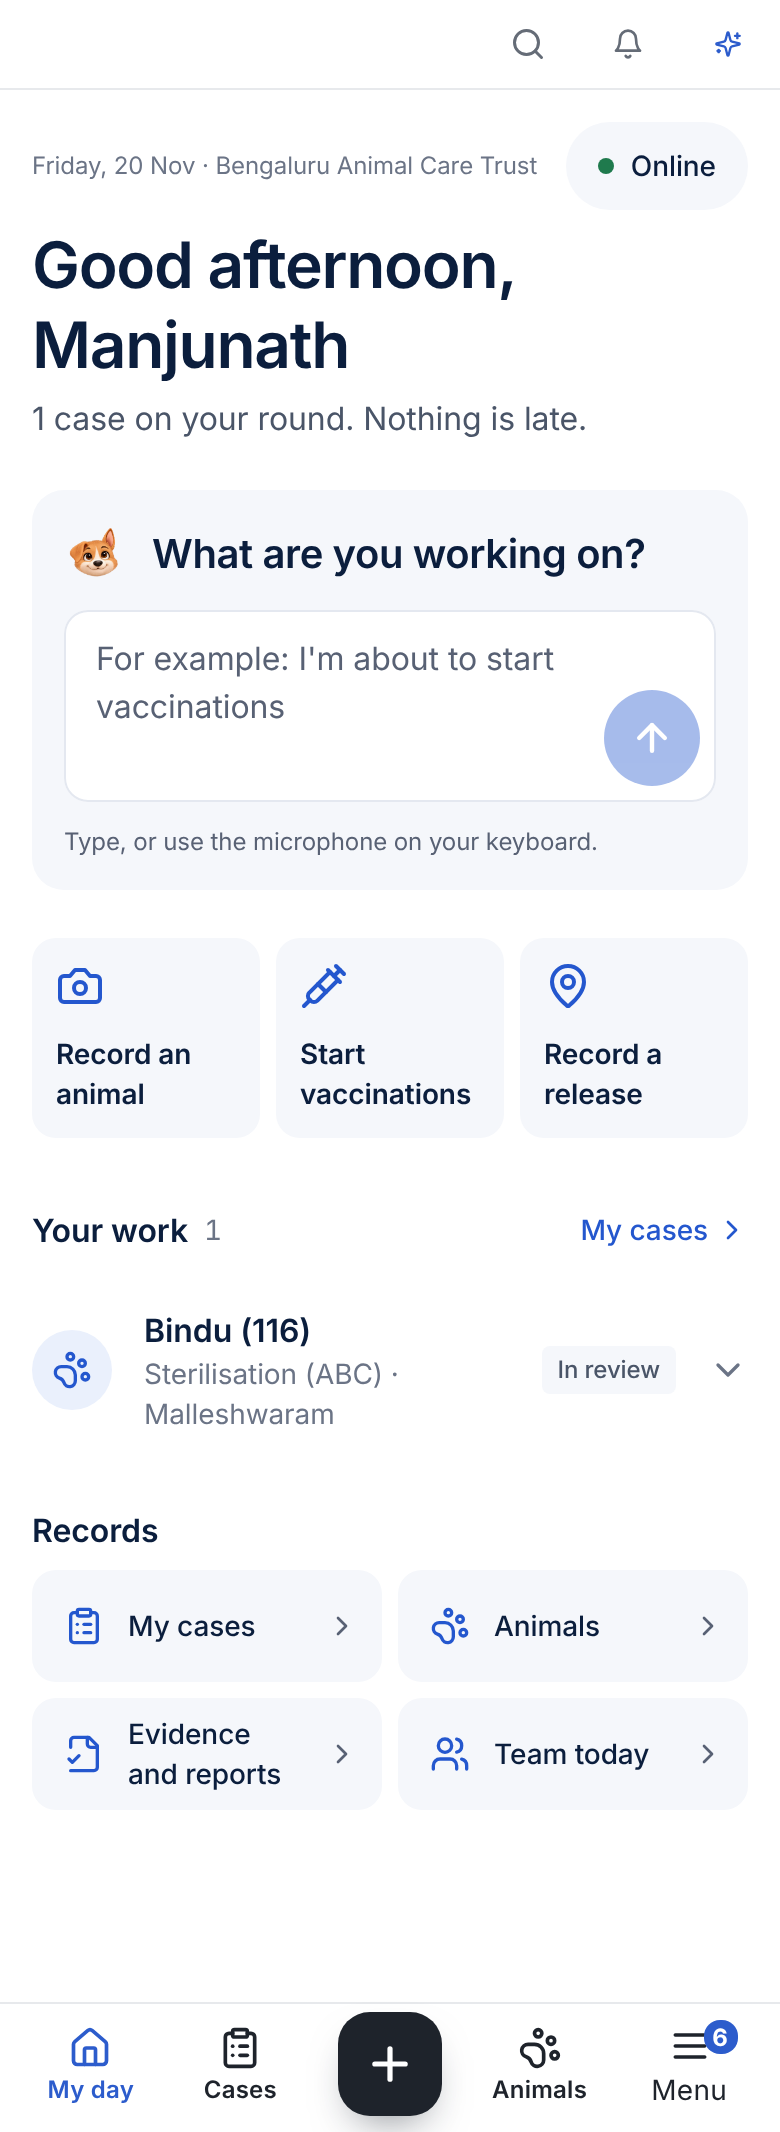 Friday, 20 Nov · Bengaluru Animal Care Trust
Online
Good afternoon,
Manjunath
1 case on your round. Nothing is late.
What are you working on?
For example: I'm about to start
vaccinations
Type, or use the microphone on your keyboard.
Record an
animal
Start
vaccinations
Record a
release
Your work 1
My cases
Bindu (116)
Sterilisation (ABC) ·
Malleshwaram
In review
Records
My cases
Animals
Evidence
and reports
Team today
My day
Cases
Animals
6
Menu